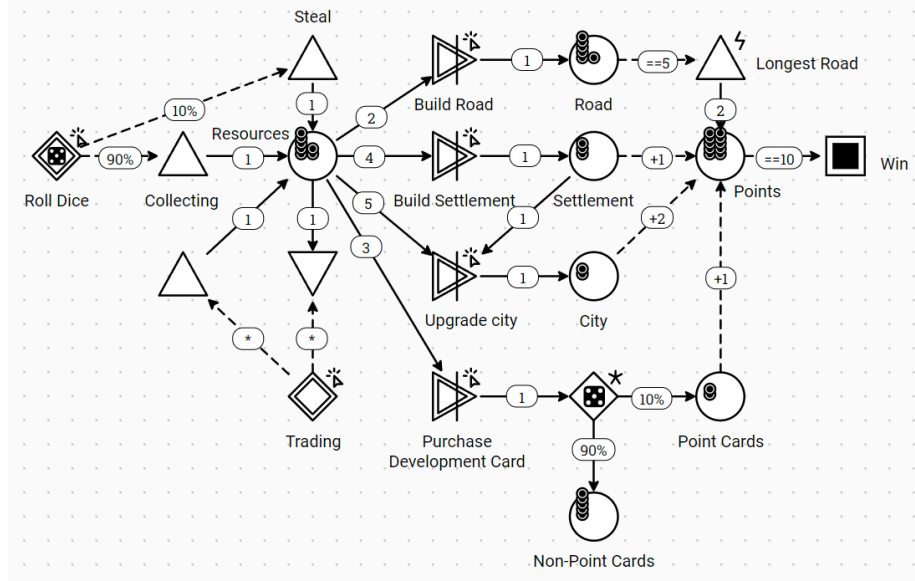 Steal
10%
1
Resources
2
Build Road
1
Road
==5
Longest Road
2
Roll Dice
90%
Collecting
1
4
Build Settlement
1
Settlement
+1
Points
==10
Win
1
1
5
3
1
+2
Upgrade city
1
City
+1
*
*
Trading
Purchase
Development Card
1
10%
Point Cards
90%
Non-Point Cards